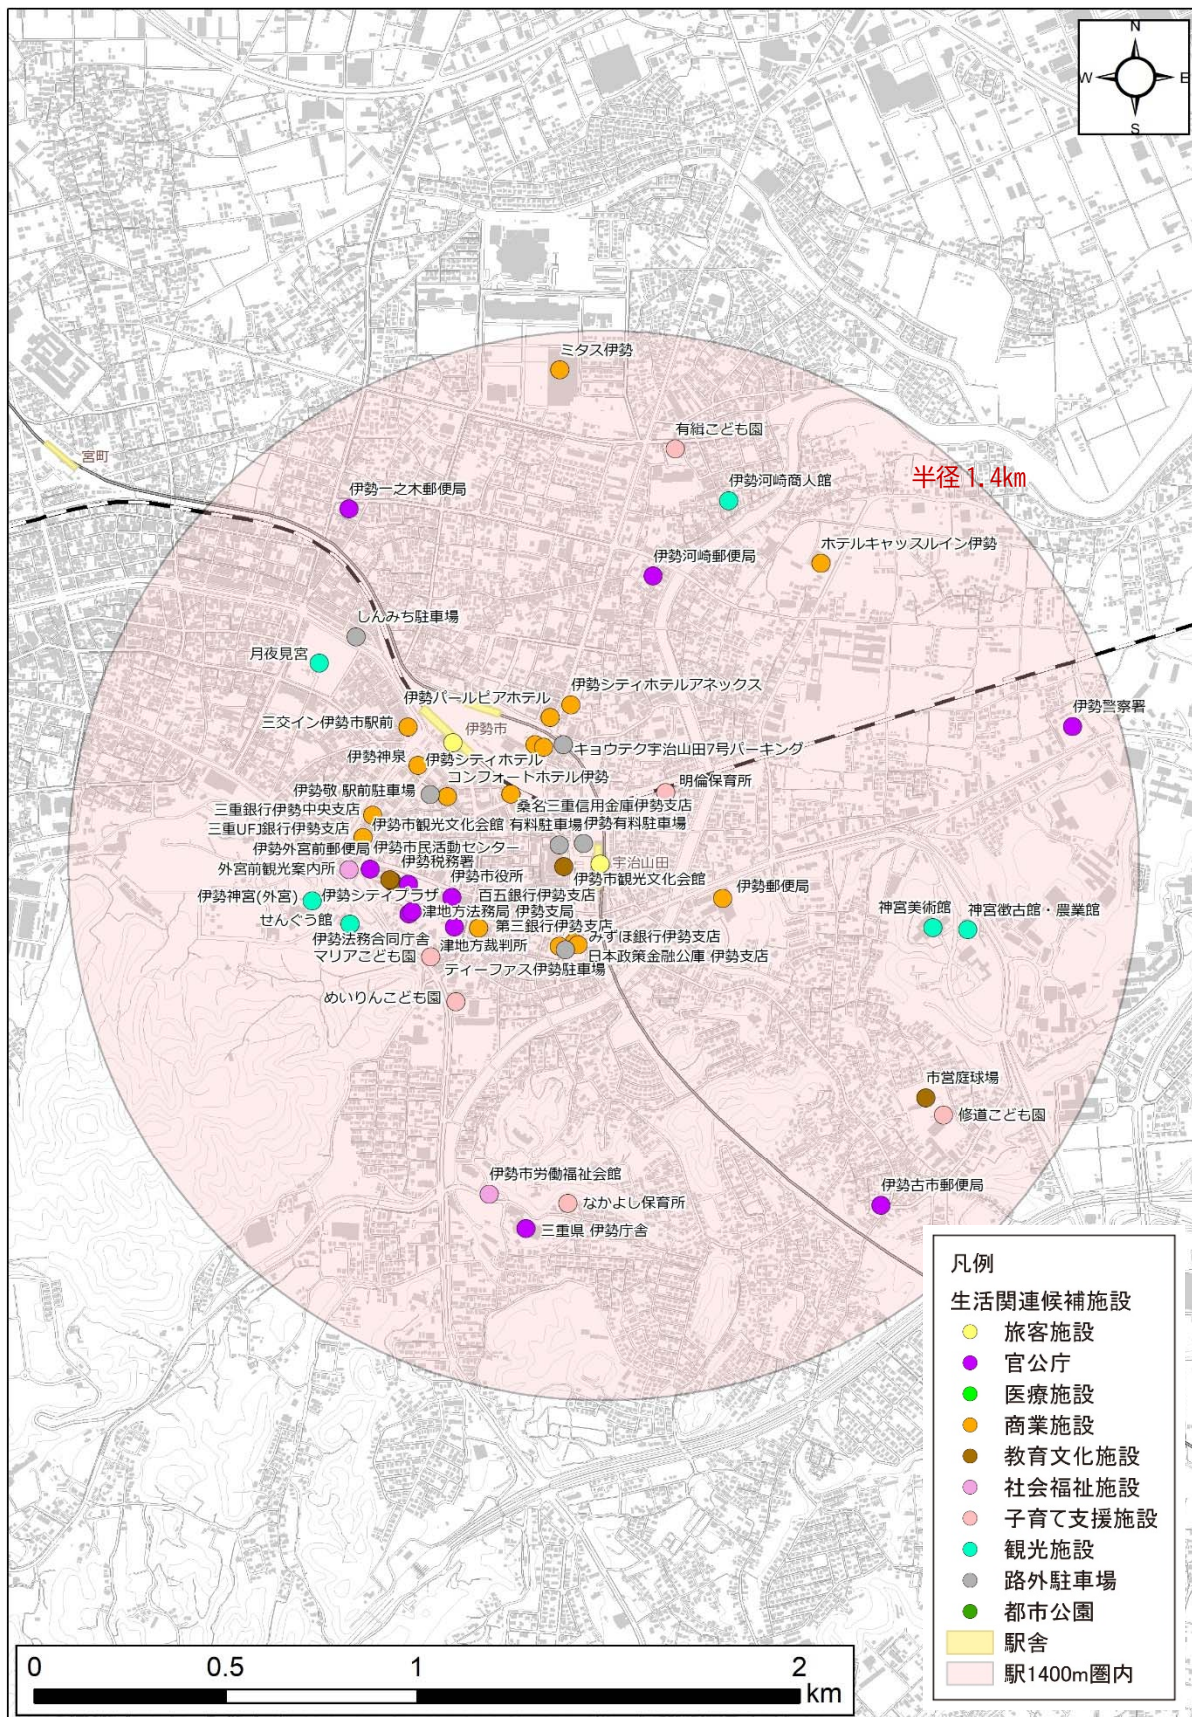 N
W
E
S
ミタス伊勢
有緝こども園
半径1.4km
宮町
伊勢河崎商人館
伊勢一之木郵便局
ホテルキャッスルイン伊勢
伊勢河崎郵便局
しんみち駐車場
月夜見宮
伊勢シティホテルアネックス
伊勢パールピアホテル
伊勢警察署
三交イン伊勢市駅前
伊勢市
キョウテク宇治山田7号パーキング
伊勢神泉
伊勢シティホテル
コンフォートホテル伊勢
明倫保育所
伊勢敬 駅前駐車場
桑名三重信用金庫伊勢支店
三重銀行伊勢中央支店
三重UFJ銀行伊勢支店
伊勢市観光文化会館 有料駐車場
伊勢有料駐車場
伊勢外宮前郵便局
伊勢市民活動センター
外宮前観光案内所
伊勢税務署
宇治山田
伊勢市役所
伊勢市観光文化会館
伊勢神宮(外宮)
伊勢シティプラザ
百五銀行伊勢支店
伊勢郵便局
せんぐう館
津地方法務局 伊勢支局
神宮美術館
神宮徴古館・農業館
第三銀行伊勢支店
みずほ銀行伊勢支店
伊勢法務合同庁舎
津地方裁判所
マリアこども園
日本政策金融公庫 伊勢支店
ティーファス伊勢駐車場
めいりんこども園
市営庭球場
修道こども園
伊勢市労働福祉会館
伊勢古市郵便局
なかよし保育所
三重県 伊勢庁舎
凡例
生活関連候補施設
旅客施設
官公庁
医療施設
商業施設
教育文化施設
社会福祉施設
子育て支援施設
観光施設
路外駐車場
都市公園
駅舎
駅1400m圏内
0
0.5
1
2
km